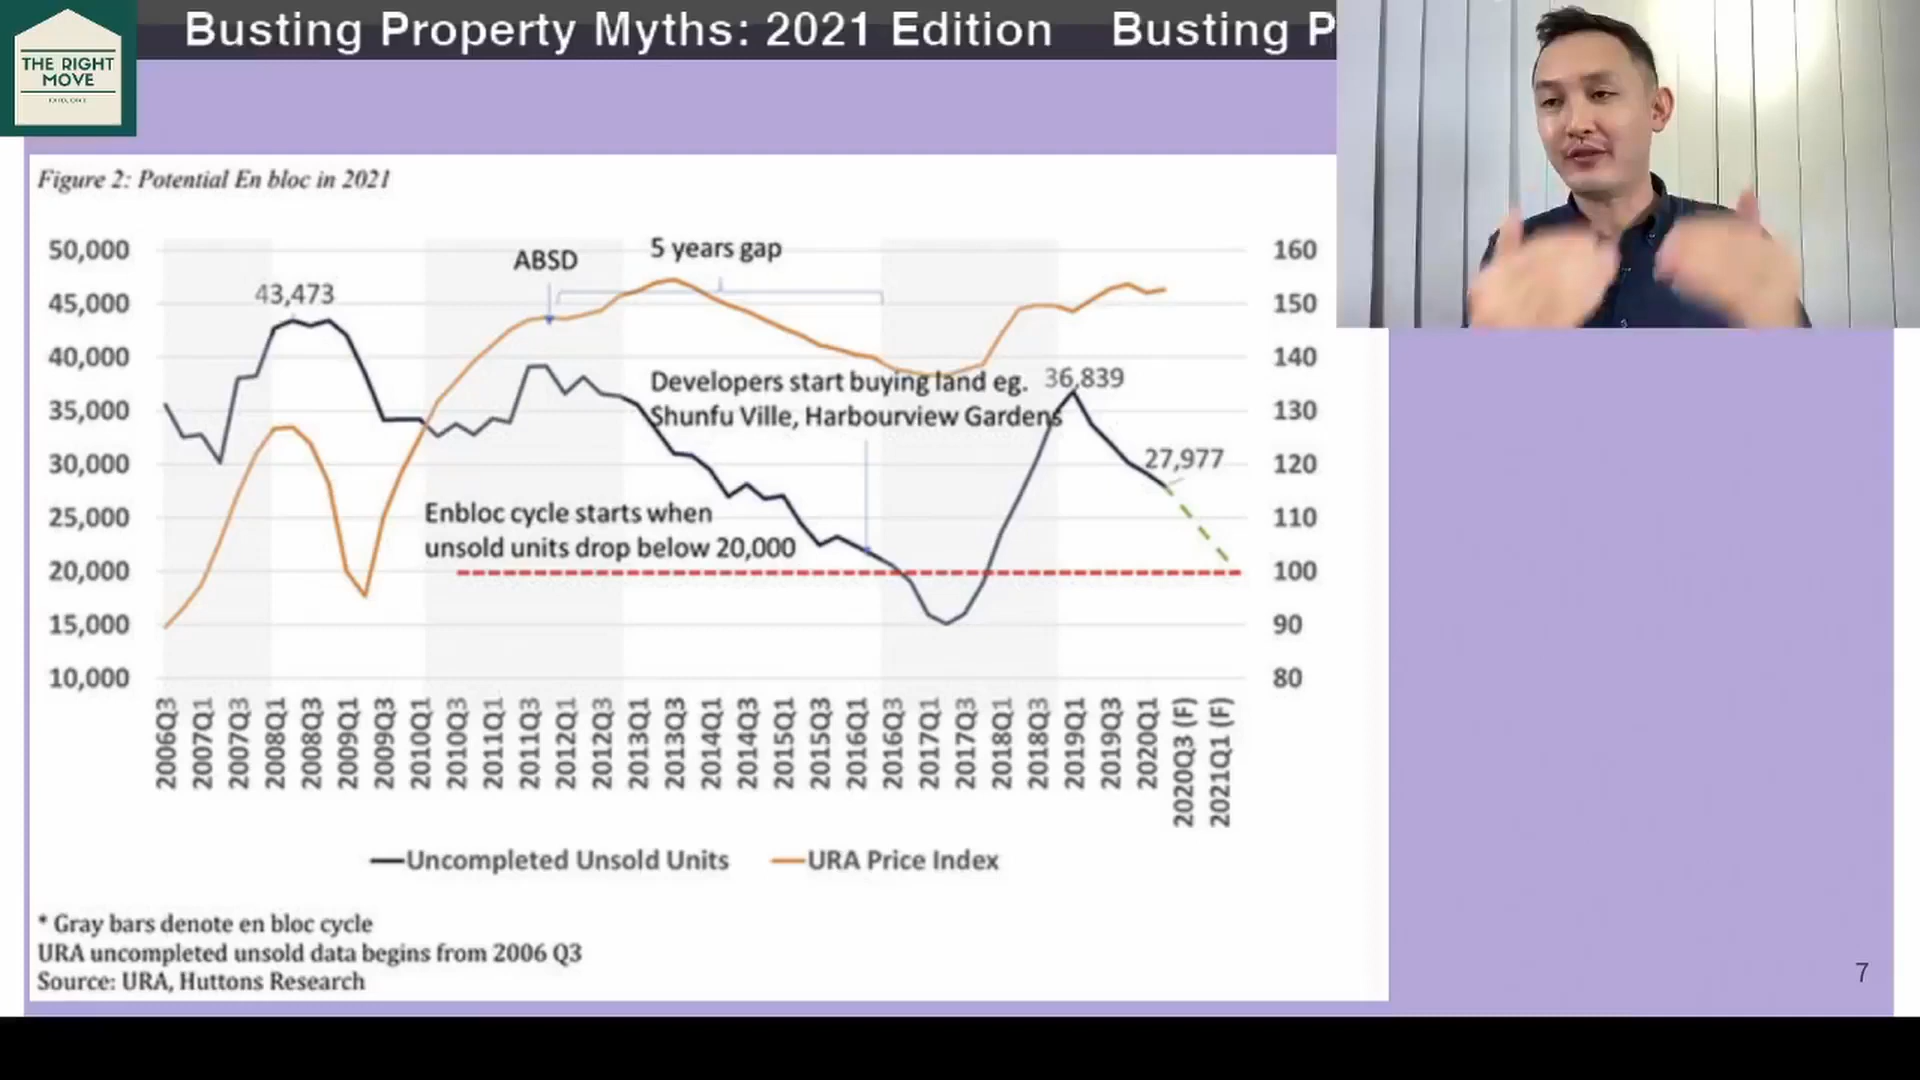 Busting Property Myths: 2021 Edition Busting P
THE RIGHT
MOVE
Figure 2: Potential En bloc in 2021
50,000
45,000
40,000
35,000
30,000
25,000
20,000
15,000
10,000
160
150
140
130
120
110
100
90
80
43,473
ABSD
5 years gap
Developers start buying land eg.
Shunfu Ville, Harbourview Gardens
36,839
27,977
Enbloc cycle starts when
unsold units drop below 20,000
2006Q3
2007Q1
2007Q3
2008Q1
2008Q3
2009Q1
2009Q3
2010Q1
2010Q3
2011Q1
2011Q3
2012Q1
2012Q3
2013Q1
2013Q3
2014Q1
2014Q3
2015Q1
2015Q3
2016Q1
2016Q3
2017Q1
2017Q3
2018Q1
2018Q3
2019Q1
2019Q3
2020Q1
2020Q3 (F)
2021Q1 (F)
Uncompleted Unsold Units
URA Price Index
* Gray bars denote en bloc cycle
URA uncompleted unsold data begins from 2006 Q3
Source: URA, Huttons Research
7